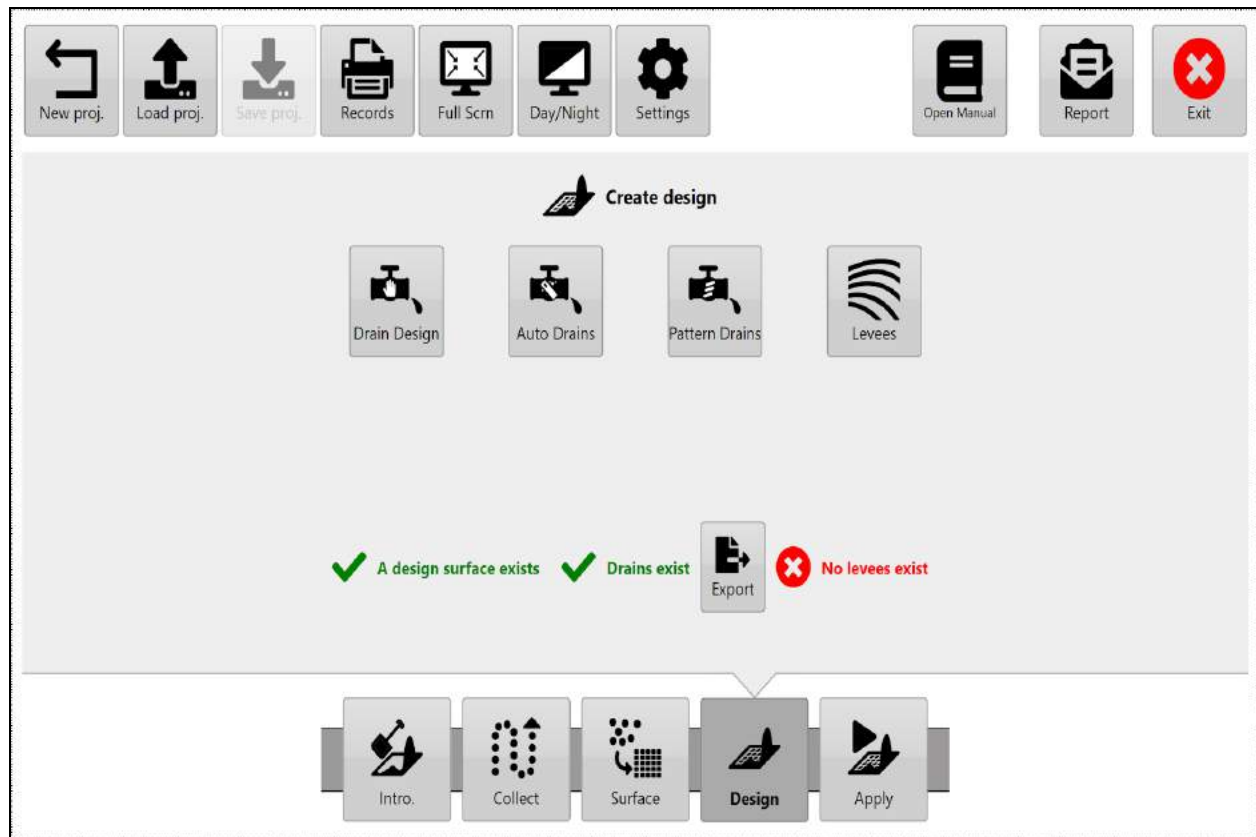 New proj.
Load proj.
Save proj.
Records
Full Scrn
Day/Night
Settings
Open Manual
Report
Exit
Create design
Drain Design
Auto Drains
Pattern Drains
Levees
A design surface exists
Drains exist
Export
No levees exist
Intro.
Collect
Surface
Design
Apply